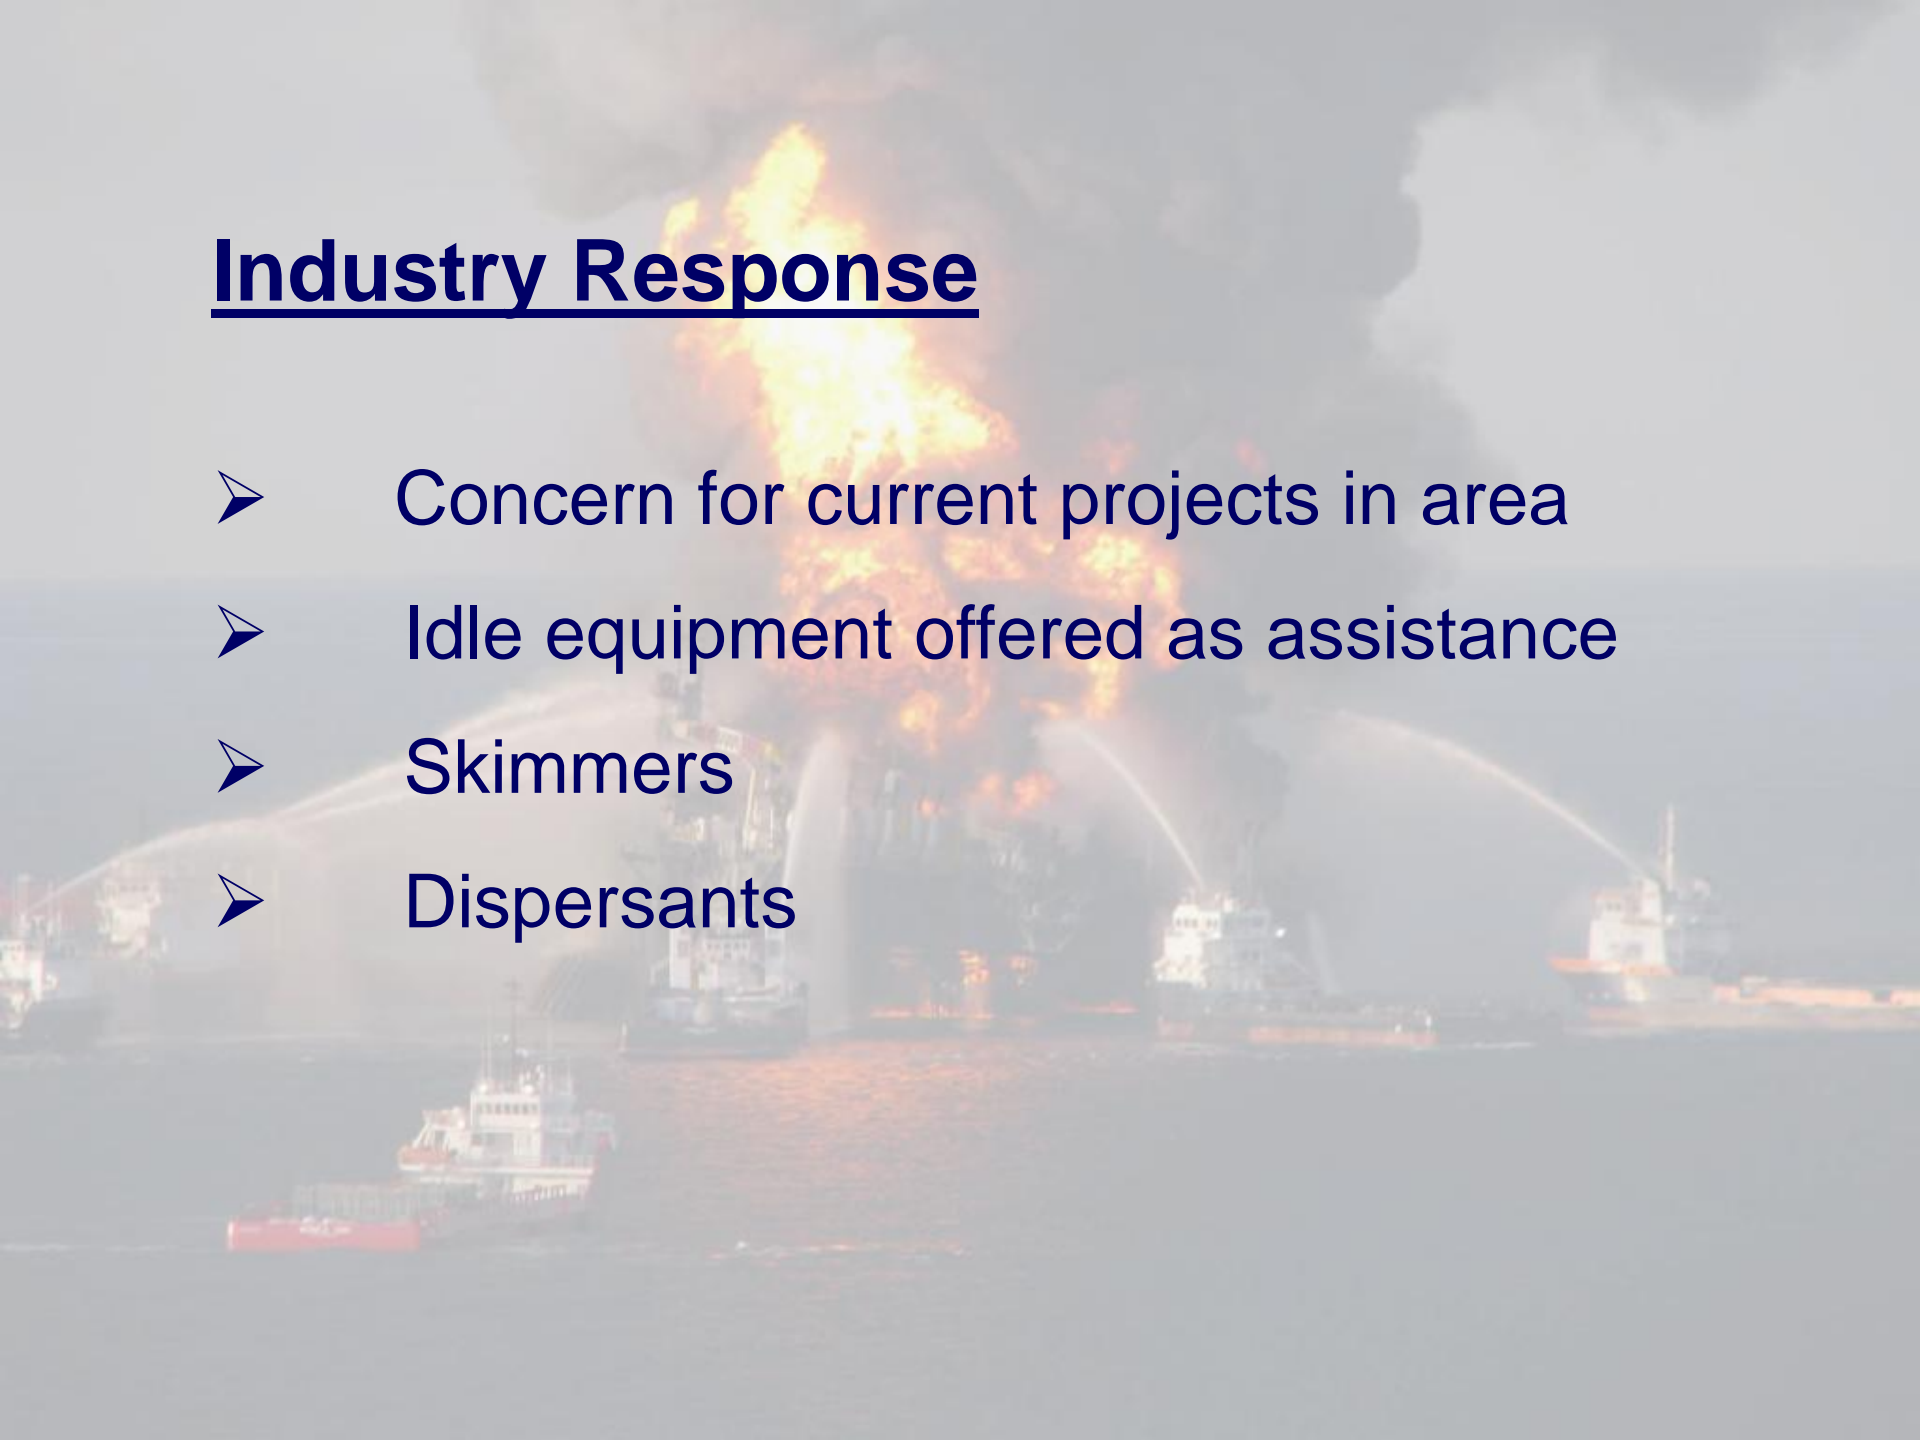 Industry Response
➢ Concern for current projects in area
➢ Idle equipment offered as assistance
➢ Skimmers
➢ Dispersants